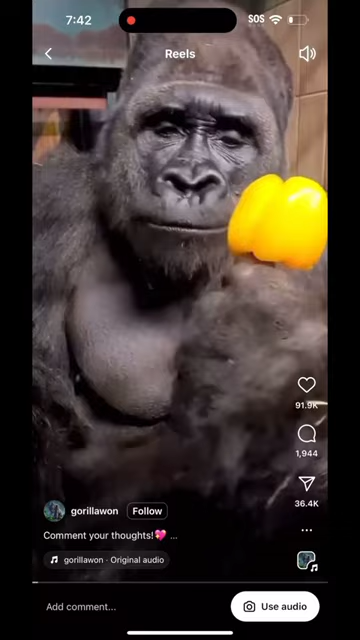 7:42
SOS
Reels
91.9K
1,944
36.4K
gorillawon
Follow
Comment your thoughts!💖 ...
gorillawon · Original audio
Add comment...
Use audio